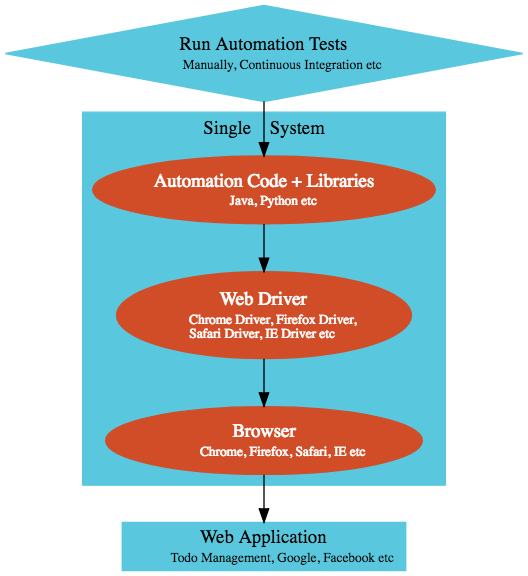 Run Automation Tests
Manually, Continuous Integration etc
Single System
Automation Code + Libraries
Java, Python etc
Web Driver
Chrome Driver, Firefox Driver,
Safari Driver, IE Driver etc
Browser
Chrome, Firefox, Safari, IE etc
Web Application
Todo Management, Google, Facebook etc